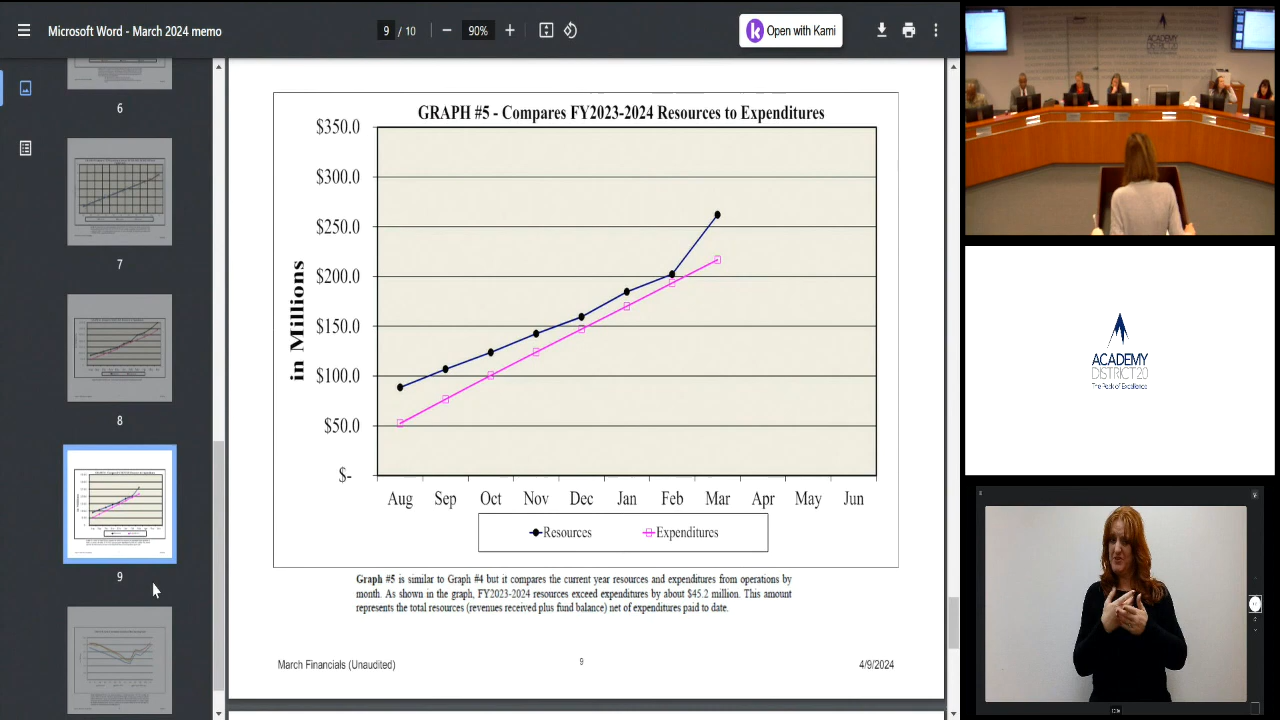 Microsoft Word - March 2024 memo
9 / 10
90%
Open with Kami
6
7
8
9
GRAPH #5 - Compares FY2023-2024 Resources to Expenditures
$350.0
$300.0
$250.0
$200.0
$150.0
$100.0
$50.0
$-
in Millions
Aug Sep Oct Nov Dec Jan Feb Mar Apr May Jun
Resources Expenditures
Graph #5 is similar to Graph #4 but it compares the current year resources and expenditures from operations by
month. As shown in the graph, FY2023-2024 resources exceed expenditures by about $45.2 million. This amount
represents the total resources (revenues received plus fund balance) net of expenditures paid to date.
March Financials (Unaudited)
9
4/9/2024
ACADEMY
DISTRICT 20
ACADEMY
DISTRICT20
The Peak of Excellence